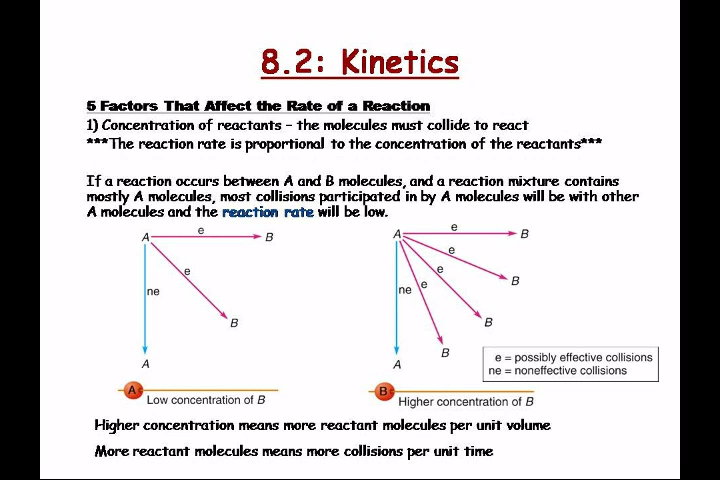 8.2: Kinetics
5 Factors That Affect the Rate of a Reaction
1) Concentration of reactants – the molecules must collide to react
***The reaction rate is proportional to the concentration of the reactants***
If a reaction occurs between A and B molecules, and a reaction mixture contains
mostly A molecules, most collisions participated in by A molecules will be with other
A molecules and the reaction rate will be low.
A e B
e
ne
B
A
A e B
e
B
e
ne e
B
B
A
e = possibly effective collisions
ne = noneffective collisions
A Low concentration of B
B Higher concentration of B
Higher concentration means more reactant molecules per unit volume
More reactant molecules means more collisions per unit time